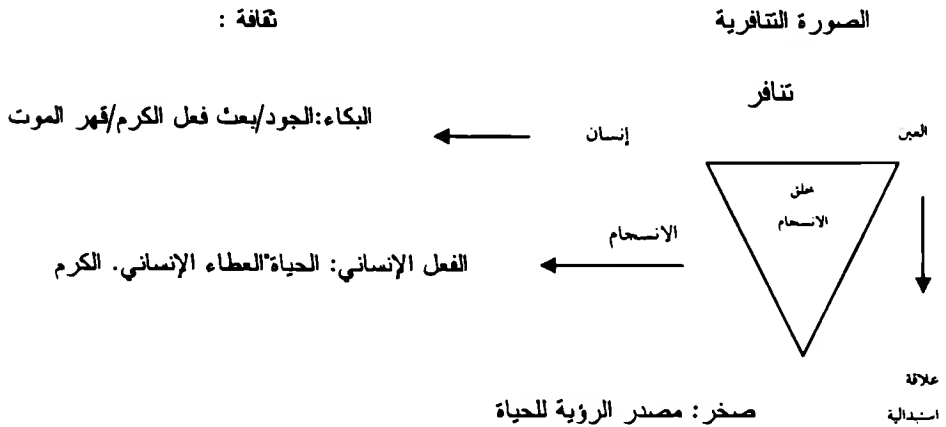 الصورة التنافرية
ثقافة :
تنافر
البكاء:الجود/بعث فعل الكرم/قهر الموت
إنسان
العين
خلق
الانسجام
الانسجام
الفعل الإنساني: الحياة العطاء الإنساني. الكرم
علاقة
استبدالية
صخر : مصدر الرؤية للحياة